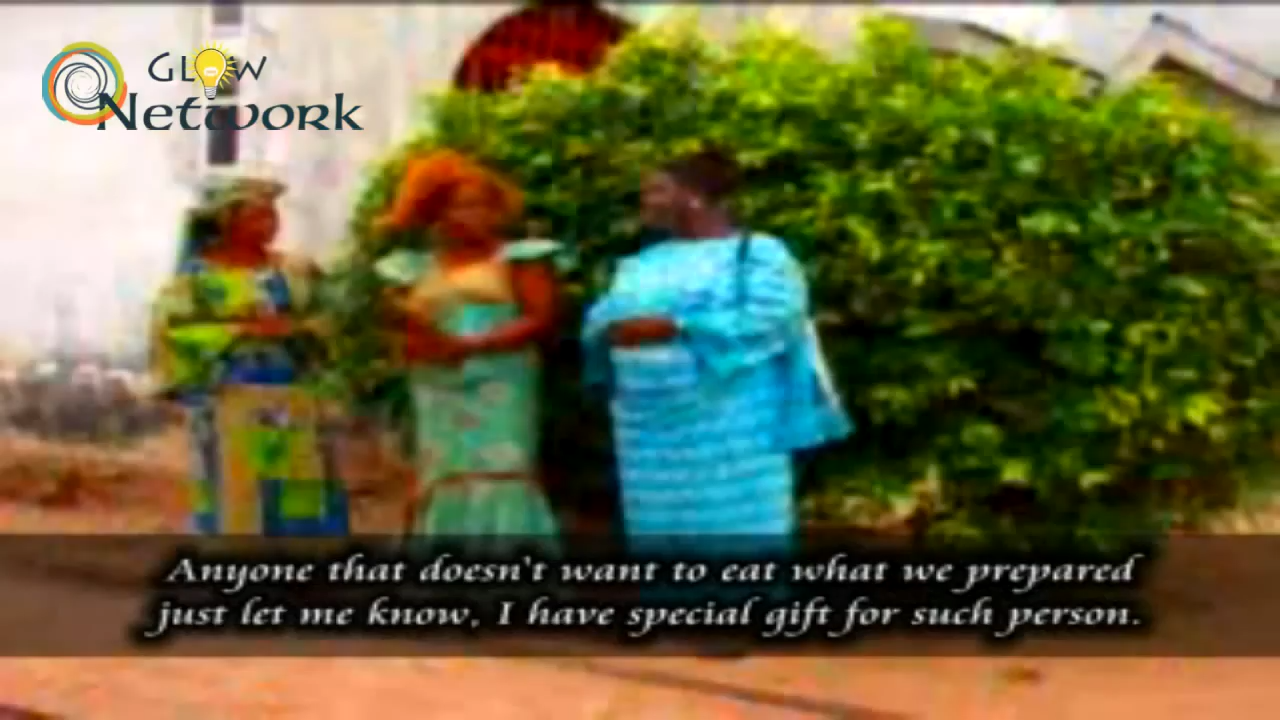 GLOW
Network
Anyone that doesn't want to eat what we prepared
just let me know, I have special gift for such person.